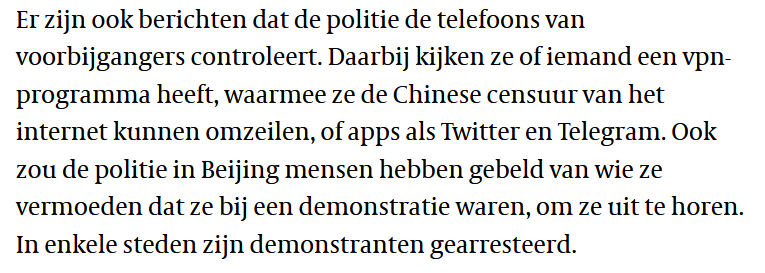 Er zijn ook berichten dat de politie de telefoons van
voorbijgangers controleert. Daarbij kijken ze of iemand een vpn-
programma heeft, waarmee ze de Chinese censuur van het
internet kunnen omzeilen, of apps als Twitter en Telegram. Ook
zou de politie in Beijing mensen hebben gebeld van wie ze
vermoeden dat ze bij een demonstratie waren, om ze uit te horen.
In enkele steden zijn demonstranten gearresteerd.